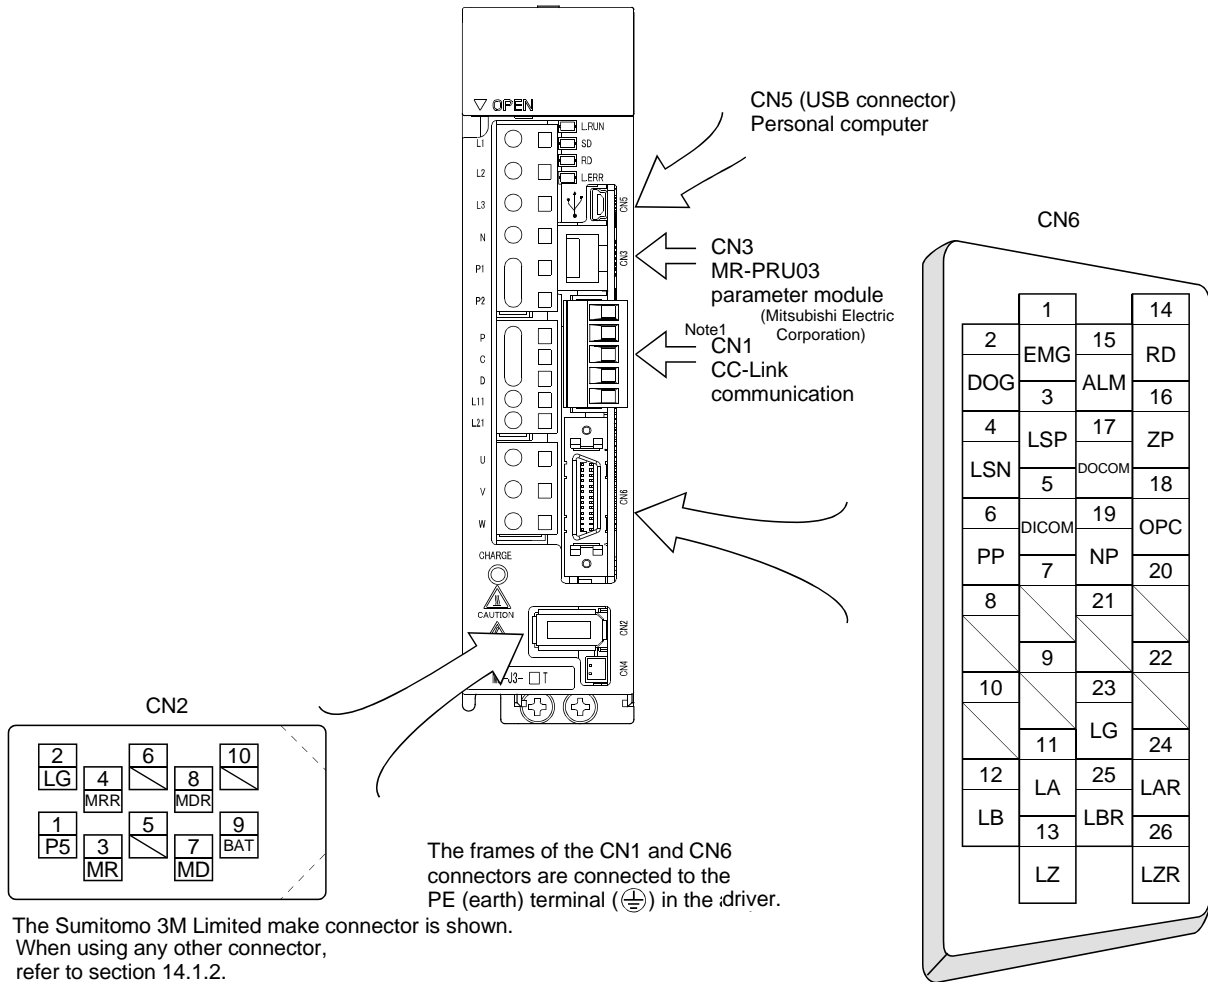 ▽ OPEN
L.RUN
L1
SD
RD
L2
L.ERR
L3
CN5
N
CN3
P1
P2
P
C
D
L11
L21
U
V
CN6
W
CHARGE
CAUTION
CN2
CN4
-J3- □ T
CN5 (USB connector)
Personal computer
CN3
MR-PRU03
parameter module
(Mitsubishi Electric
Corporation)
Note1
CN1
CC-Link
communication
CN6
1 14
2 15
EMG RD
DOG ALM
3 16
4 17
LSP ZP
LSN DOCOM
5 18
6 19
DICOM OPC
PP NP
7 20
8 21
9 22
10 23
LG
11 24
12 25
LA LAR
LB LBR
13 26
LZ LZR
CN2
2 6 10
LG 4 8
MRR MDR
1 5 9
P5 3 7 BAT
MR MD
The frames of the CN1 and CN6
connectors are connected to the
PE (earth) terminal (⏚) in the driver.
The Sumitomo 3M Limited make connector is shown.
When using any other connector,
refer to section 14.1.2.